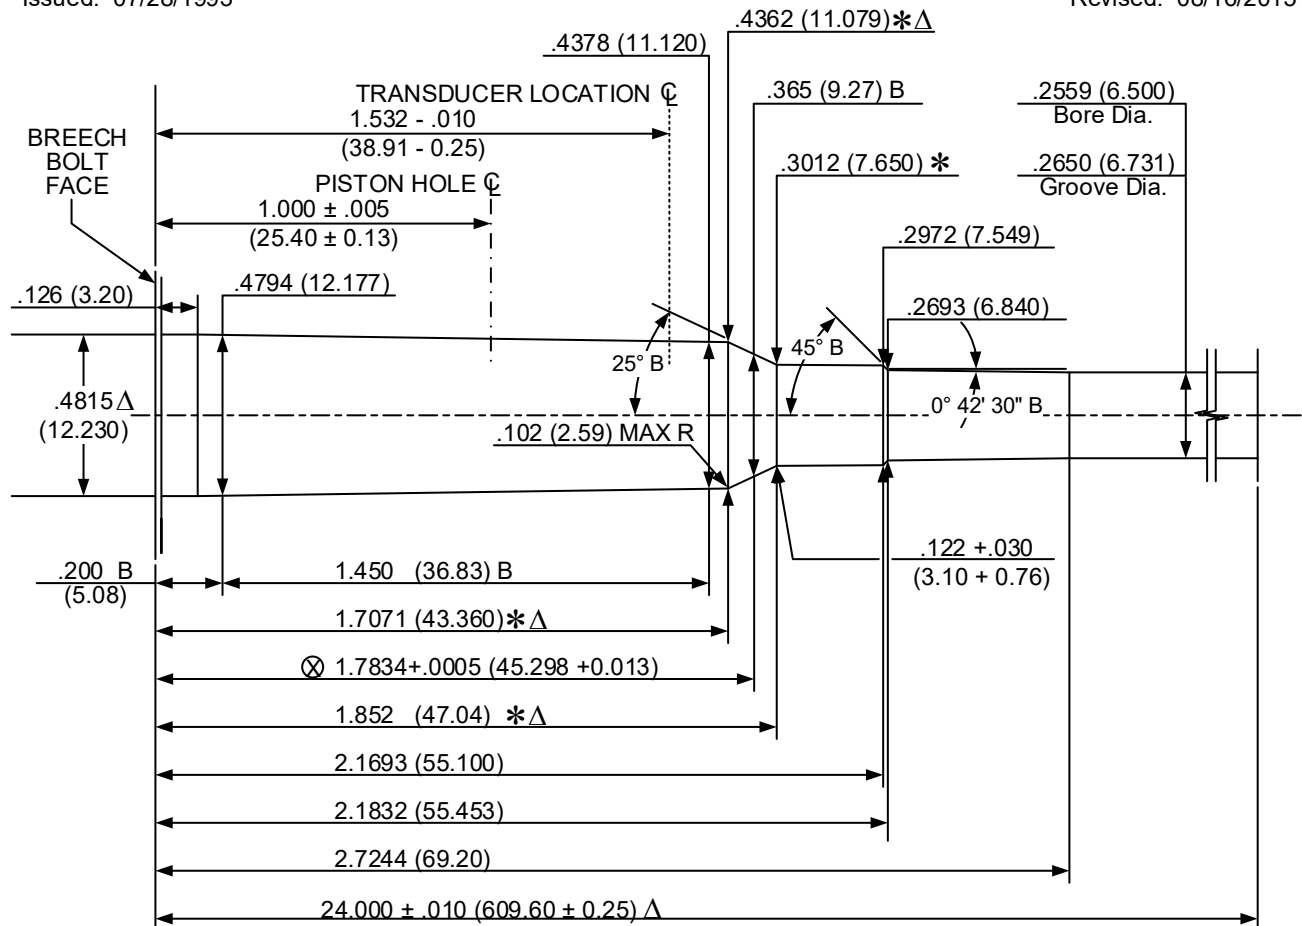 Issued: 07/28/1993
Revised: 08/16/2015
.4362 (11.079)✻Δ
.4378 (11.120)
TRANSDUCER LOCATION ℄
1.532 - .010
(38.91 - 0.25)
.365 (9.27) B
.2559 (6.500)
Bore Dia.
BREECH
BOLT
FACE
PISTON HOLE ℄
1.000 ± .005
(25.40 ± 0.13)
.3012 (7.650) ✻
.2650 (6.731)
Groove Dia.
.2972 (7.549)
.126 (3.20)
.4794 (12.177)
.2693 (6.840)
25° B
45° B
.4815Δ
(12.230)
0° 42' 30" B
.102 (2.59) MAX R
.122 +.030
(3.10 + 0.76)
.200 B
(5.08)
1.450 (36.83) B
1.7071 (43.360)✻Δ
⊗ 1.7834+.0005 (45.298 +0.013)
1.852 (47.04) ✻Δ
2.1693 (55.100)
2.1832 (55.453)
2.7244 (69.20)
24.000 ± .010 (609.60 ± 0.25) Δ